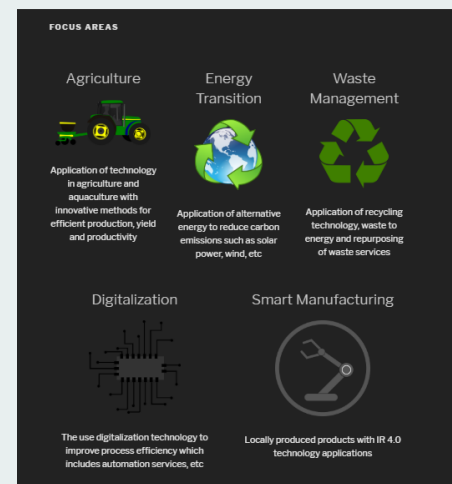 FOCUS AREAS
Agriculture
Application of technology
in agriculture and
aquaculture with
innovative methods for
efficient production, yield
and productivity
Energy
Transition
Application of alternative
energy to reduce carbon
emissions such as solar
power, wind, etc
Waste
Management
Application of recycling
technology, waste to
energy and repurposing
of waste services
Digitalization
The use digitalization technology to
improve process efficiency which
includes automation services, etc
Smart Manufacturing
Locally produced products with IR 4.0
technology applications